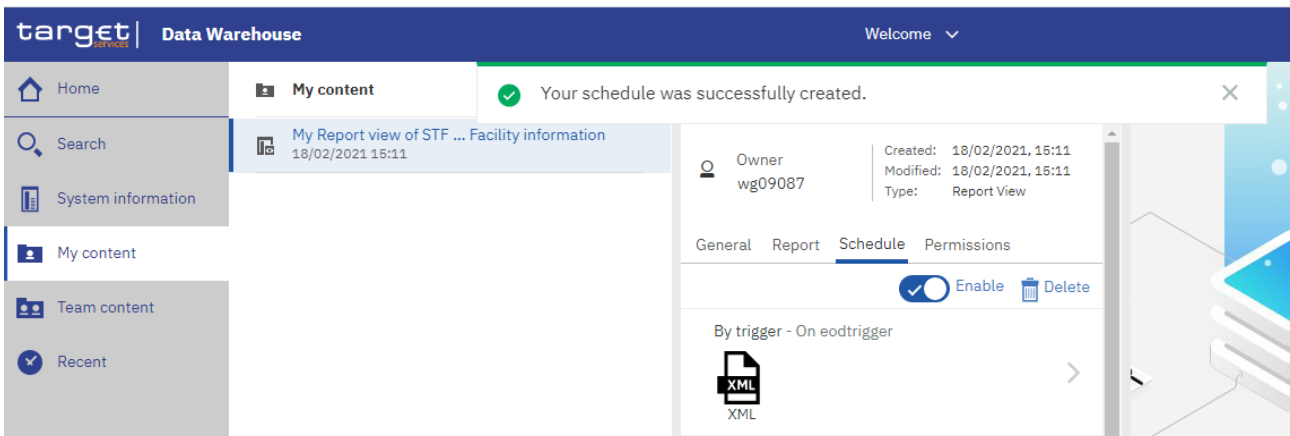 target services Data Warehouse
Welcome
Home
Search
System information
My content
Team content
Recent
My content
My Report view of STF ... Facility information
18/02/2021 15:11
Your schedule was successfully created.
Owner
wg09087
Created: 18/02/2021, 15:11
Modified: 18/02/2021, 15:11
Type: Report View
General Report Schedule Permissions
Enable Delete
By trigger - On eodtrigger
XML
XML